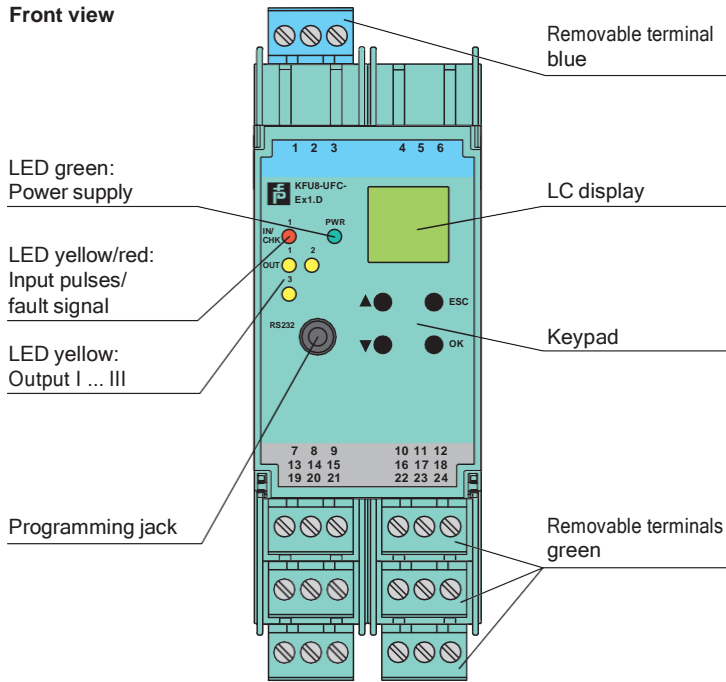 Front view
Removable terminal
blue
1 2 3 4 5 6
LED green:
Power supply
KFU8-UFC-
Ex1.D
LC display
1 PWR
IN/
CHK
1 2
OUT
3
LED yellow/red:
Input pulses/
fault signal
▲ ESC
RS232
▼ OK
Keypad
LED yellow:
Output I ... III
7 8 9 10 11 12
13 14 15 16 17 18
19 20 21 22 23 24
Programming jack
Removable terminals
green